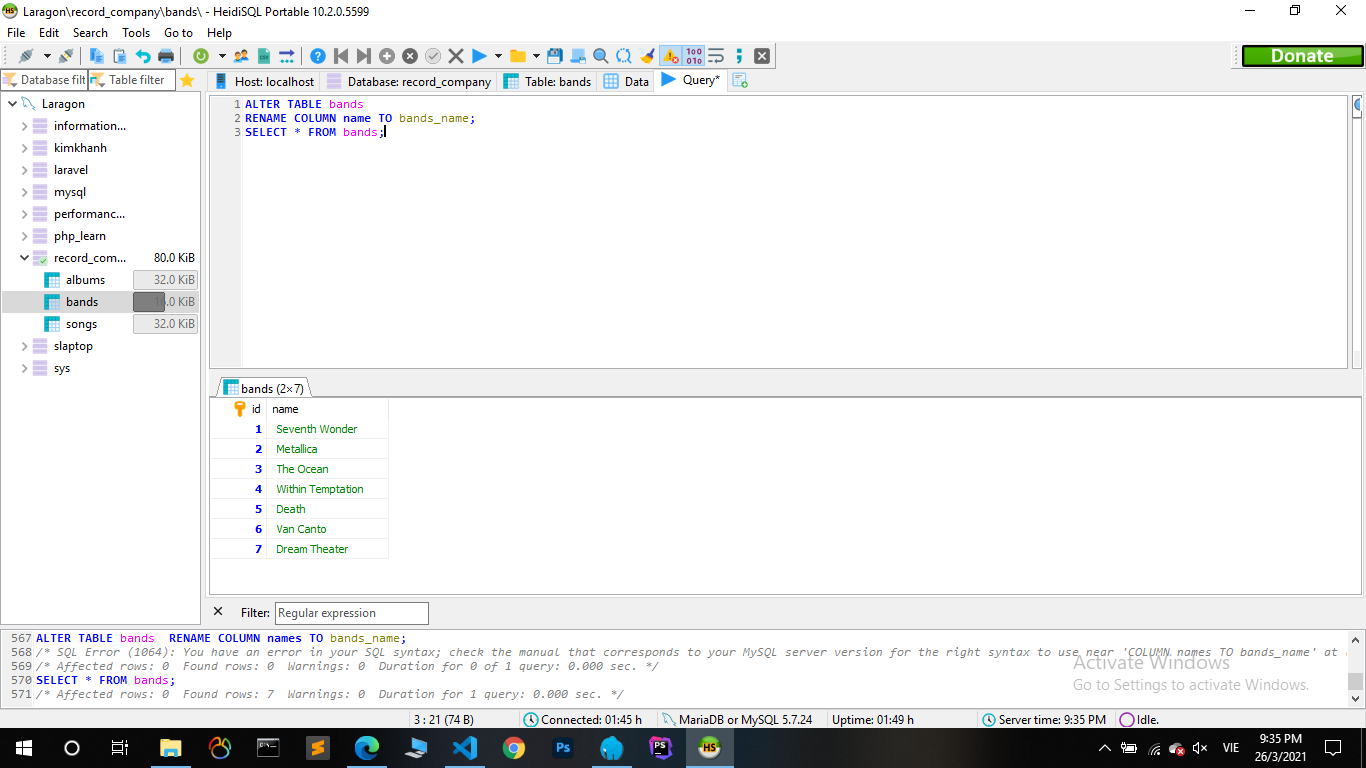 Laragon\record_company\bands\ - HeidiSQL Portable 10.2.0.5599
File Edit Search Tools Go to Help
Donate
Database filt Table filter
Host: localhost Database: record_company Table: bands Data Query*
Laragon
information...
kimkhanh
laravel
mysql
performanc...
php_learn
record_com... 80.0 KiB
albums 32.0 KiB
bands 16.0 KiB
songs 32.0 KiB
slaptop
sys
1 ALTER TABLE bands
2 RENAME COLUMN name TO bands_name;
3 SELECT * FROM bands;
bands (2×7)
id name
1 Seventh Wonder
2 Metallica
3 The Ocean
4 Within Temptation
5 Death
6 Van Canto
7 Dream Theater
Filter: Regular expression
567 ALTER TABLE bands  RENAME COLUMN names TO bands_name;
568 /* SQL Error (1064): You have an error in your SQL syntax; check the manual that corresponds to your MySQL server version for the right syntax to use near 'COLUMN names TO bands_name' at
569 /* Affected rows: 0  Found rows: 0  Warnings: 0  Duration for 0 of 1 query: 0.000 sec. */
570 SELECT * FROM bands;
571 /* Affected rows: 0  Found rows: 7  Warnings: 0  Duration for 1 query: 0.000 sec. */
Activate Windows
Go to Settings to activate Windows.
3 : 21 (74 B) Connected: 01:45 h MariaDB or MySQL 5.7.24 Uptime: 01:49 h Server time: 9:35 PM Idle.
VIE
9:35 PM
26/3/2021